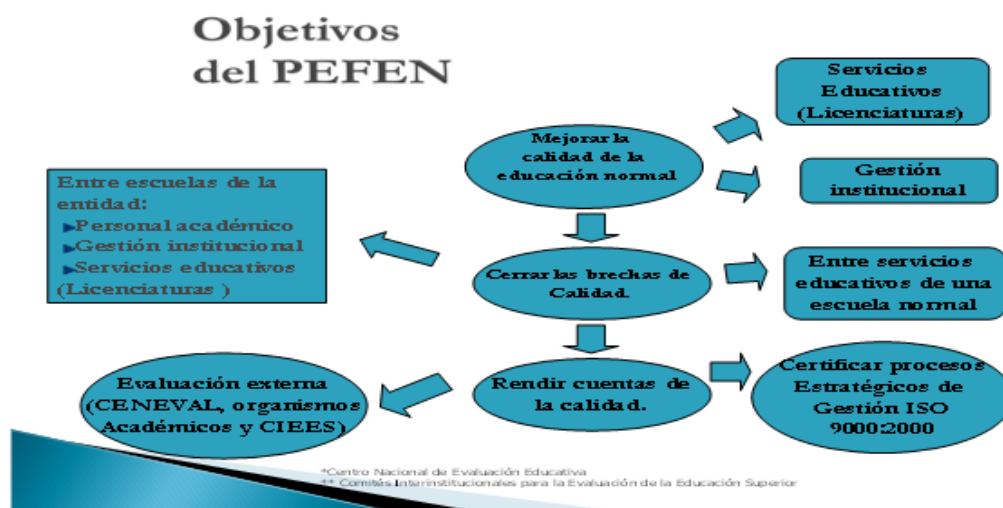 Objetivos
del PEFEN
Servicios
Educativos
(Licenciaturas)
Mejorar la
calidad de la
educación normal
Gestión
institucional
Entre escuelas de la
entidad:
Personal académico
Gestión institucional
Servicios educativos
(Licenciaturas )
Cerrar las brechas de
Calidad.
Entre servicios
educativos de una
escuela normal
Evaluación externa
(CENEVAL, organismos
Académicos y CIEES)
Rendir cuentas de
la calidad.
Certificar procesos
Estratégicos de
Gestión ISO
9000:2000
*Centro Nacional de Evaluación Educativa
** Comités Interinstitucionales para la Evaluación de la Educación Superior